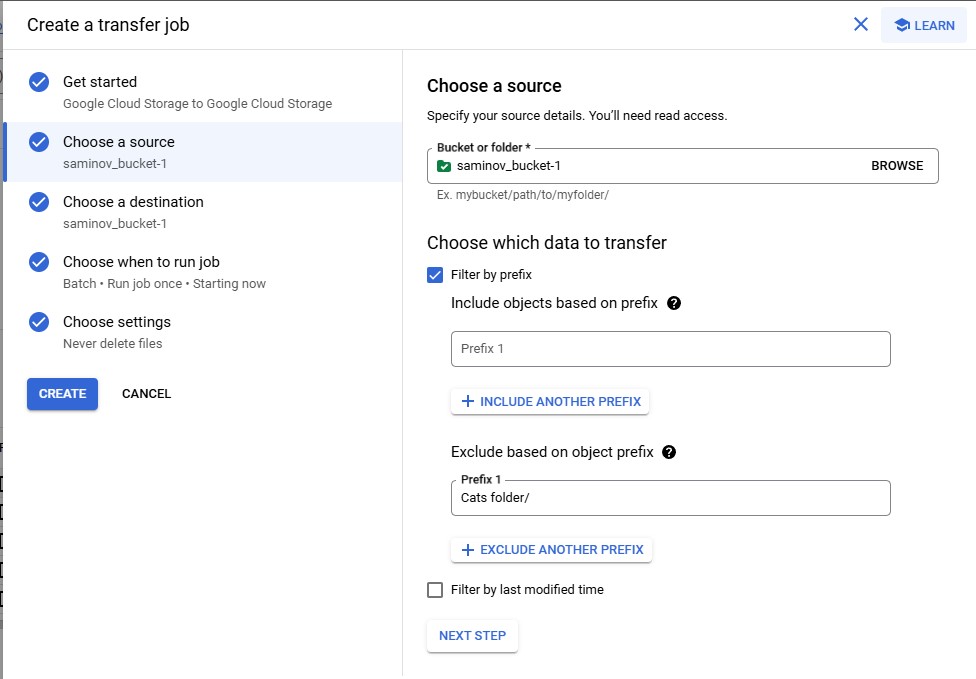 Create a transfer job
LEARN
Get started
Google Cloud Storage to Google Cloud Storage
Choose a source
saminov_bucket-1
Choose a destination
saminov_bucket-1
Choose when to run job
Batch • Run job once • Starting now
Choose settings
Never delete files
CREATE CANCEL
Choose a source
Specify your source details. You’ll need read access.
Bucket or folder *
saminov_bucket-1 BROWSE
Ex. mybucket/path/to/myfolder/
Choose which data to transfer
Filter by prefix
Include objects based on prefix ?
Prefix 1
+ INCLUDE ANOTHER PREFIX
Exclude based on object prefix ?
Prefix 1
Cats folder/
+ EXCLUDE ANOTHER PREFIX
Filter by last modified time
NEXT STEP